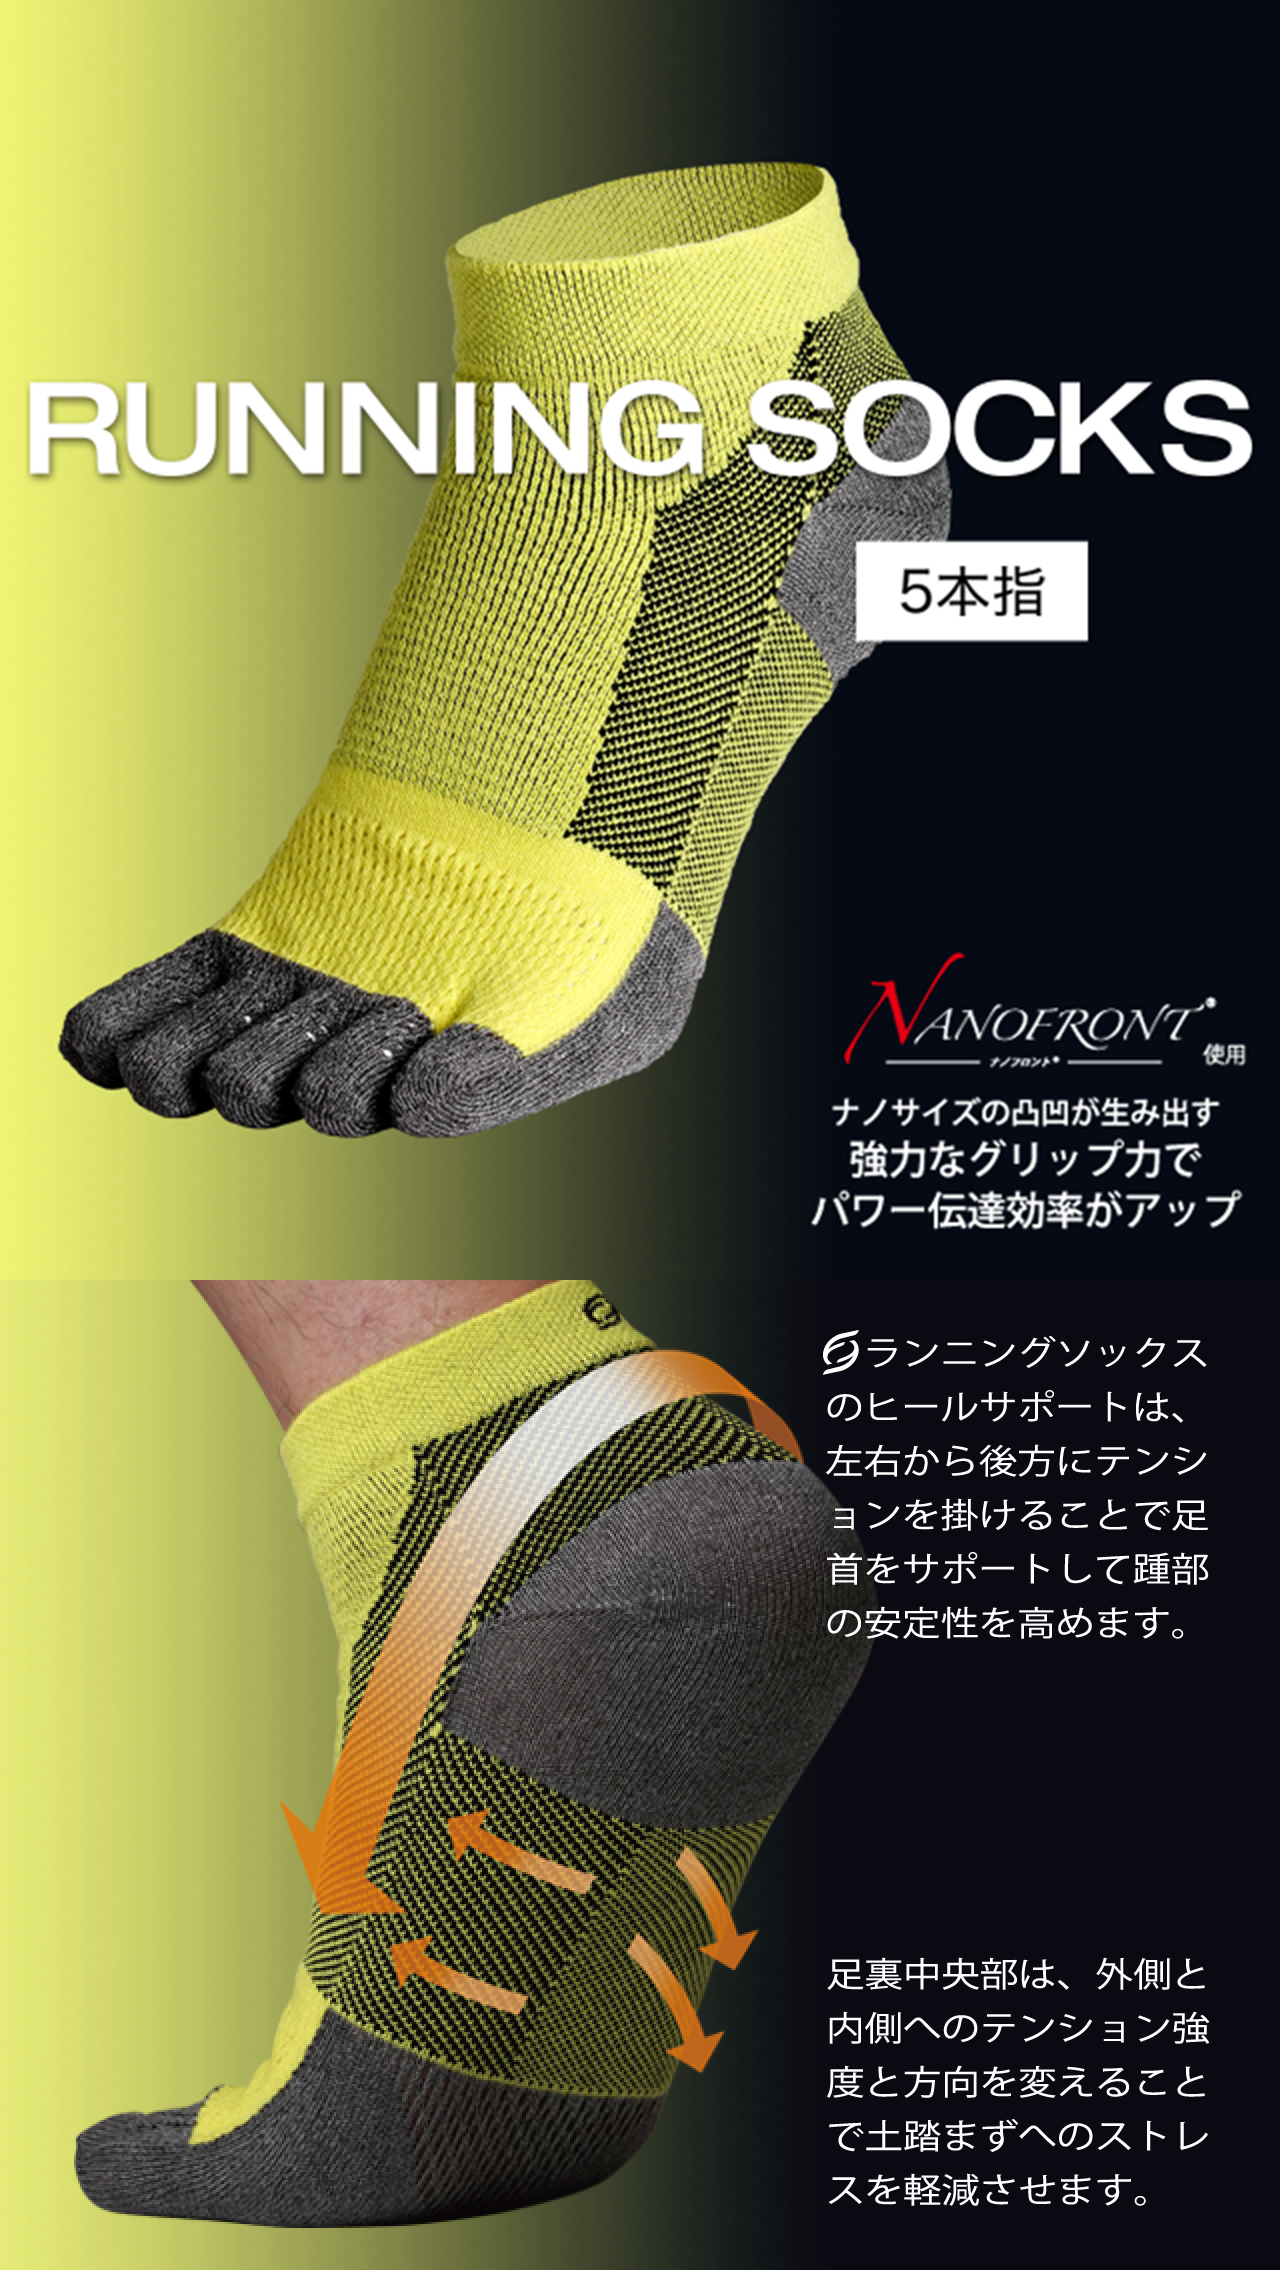 RUNNING SOCKS
5本指
NANOFRONT®
ナノフロント®
使用
ナノサイズの凸凹が生み出す
強力なグリップ力で
パワー伝達効率がアップ
ランニングソックス
のヒールサポートは、
左右から後方にテンシ
ョンを掛けることで足
首をサポートして踵部
の安定性を高めます。
足裏中央部は、外側と
内側へのテンション強
度と方向を変えること
で土踏まずへのストレ
スを軽減させます。